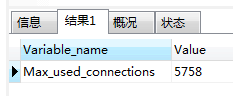 信息 结果1 概况 状态
Variable_name Value
Max_used_connections 5758